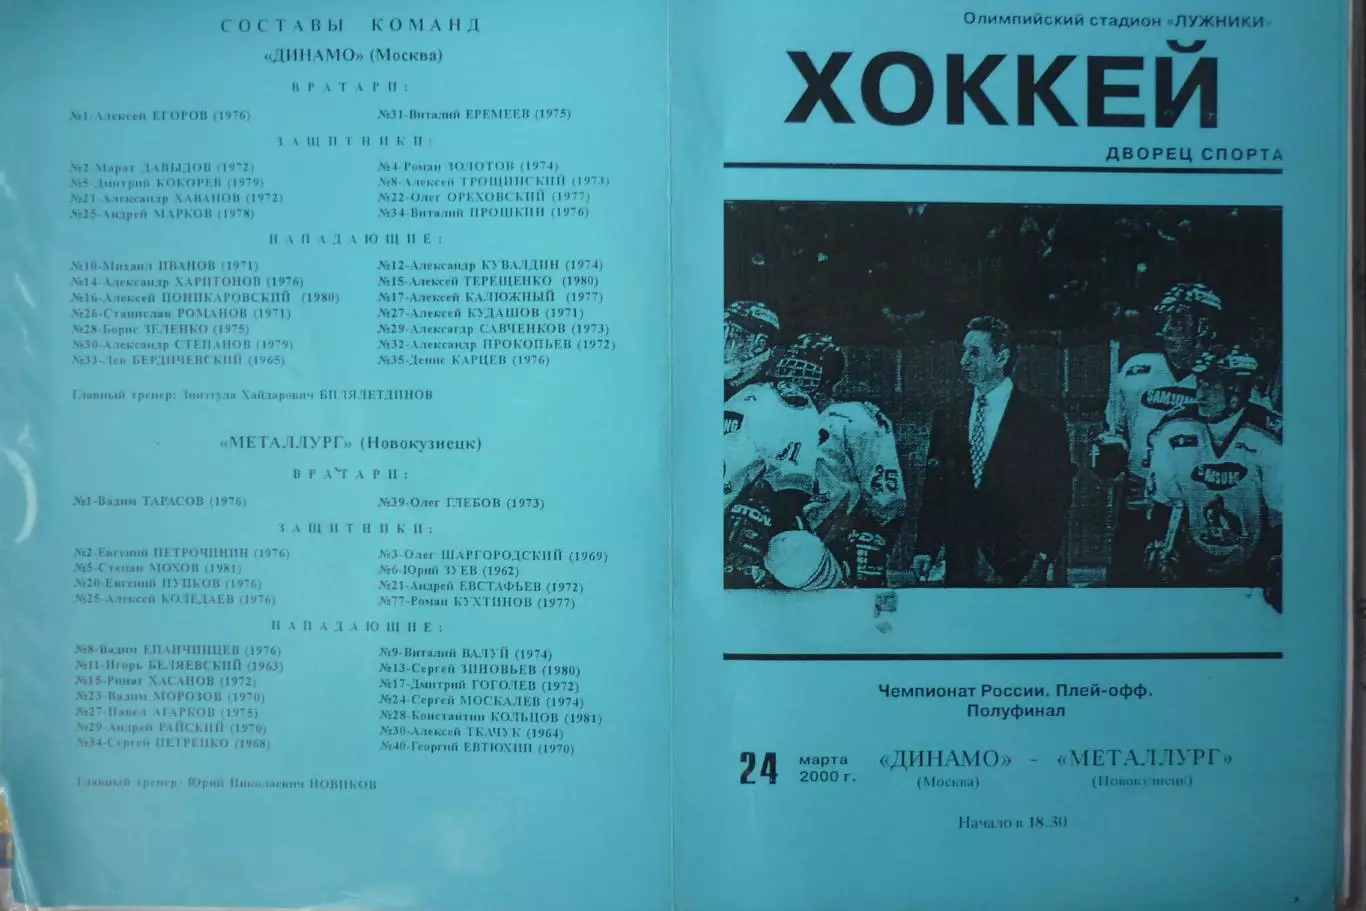 СОСТАВЫ КОМАНД
«ДИНАМО» (Москва)
ВРАТАРИ:
№1-Алексей ЕГОРОВ (1976)
№31-Виталий ЕРЕМЕЕВ (1975)
ЗАЩИТНИКИ:
№2-Марат ДАВЫДОВ (1972)
№4-Роман ЗОЛОТОВ (1974)
№5-Дмитрий КОКОРЕВ (1979)
№8-Алексей ТРОЩИНСКИЙ (1973)
№21-Александр ХАВАНОВ (1972)
№22-Олег ОРЕХОВСКИЙ (1977)
№25-Андрей МАРКОВ (1978)
№34-Виталий ПРОШКИН (1976)
НАПАДАЮЩИЕ:
№10-Михаил ИВАНОВ (1971)
№12-Александр КУВАЛДИН (1974)
№14-Александр ХАРИТОНОВ (1976)
№15-Алексей ТЕРЕЩЕНКО (1980)
№16-Алексей ПОНИКАРОВСКИЙ (1980)
№17-Алексей КАЛЮЖНЫЙ (1977)
№26-Станислав РОМАНОВ (1971)
№27-Алексей КУДАШОВ (1971)
№28-Борис ЗЕЛЕНКО (1975)
№29-Алексагдр САВЧЕНКОВ (1973)
№30-Александр СТЕПАНОВ (1979)
№32-Александр ПРОКОПЬЕВ (1972)
№33-Лев БЕРДИЧЕВСКИЙ (1965)
№35-Денис КАРЦЕВ (1976)
Главный тренер: Зинэтула Хайдарович БИЛЯЛЕТДИНОВ
«МЕТАЛЛУРГ» (Новокузнецк)
ВРАТАРИ:
№1-Вадим ТАРАСОВ (1976)
№39-Олег ГЛЕБОВ (1973)
ЗАЩИТНИКИ:
№2-Евгений ПЕТРОЧИНИН (1976)
№3-Олег ШАРГОРОДСКИЙ (1969)
№5-Степан МОХОВ (1981)
№6-Юрий ЗУЕВ (1962)
№20-Евгений ПУПКОВ (1976)
№21-Андрей ЕВСТАФЬЕВ (1972)
№25-Алексей КОЛЕДАЕВ (1976)
№77-Роман КУХТИНОВ (1977)
НАПАДАЮЩИЕ:
№8-Вадим ЕПАНЧИНЦЕВ (1976)
№9-Виталий ВАЛУЙ (1974)
№11-Игорь БЕЛЯЕВСКИЙ (1963)
№13-Сергей ЗИНОВЬЕВ (1980)
№15-Ринат ХАСАНОВ (1972)
№17-Дмитрий ГОГОЛЕВ (1972)
№23-Вадим МОРОЗОВ (1970)
№24-Сергей МОСКАЛЕВ (1974)
№27-Павел АГАРКОВ (1975)
№28-Константин КОЛЬЦОВ (1981)
№29-Андрей РАЙСКИЙ (1970)
№30-Алексей ТКАЧУК (1964)
№34-Сергей ПЕТРЕНКО (1968)
№40-Георгий ЕВТЮХИН (1970)
Главный тренер: Юрий Николаевич НОВИКОВ
Олимпийский стадион «ЛУЖНИКИ»
ХОККЕЙ
ДВОРЕЦ СПОРТА
25
SAMSUNG
SAMSUNG
Чемпионат России. Плей-офф.
Полуфинал
24 марта 2000 г.
«ДИНАМО» - «МЕТАЛЛУРГ»
(Москва) (Новокузнецк)
Начало в 18.30